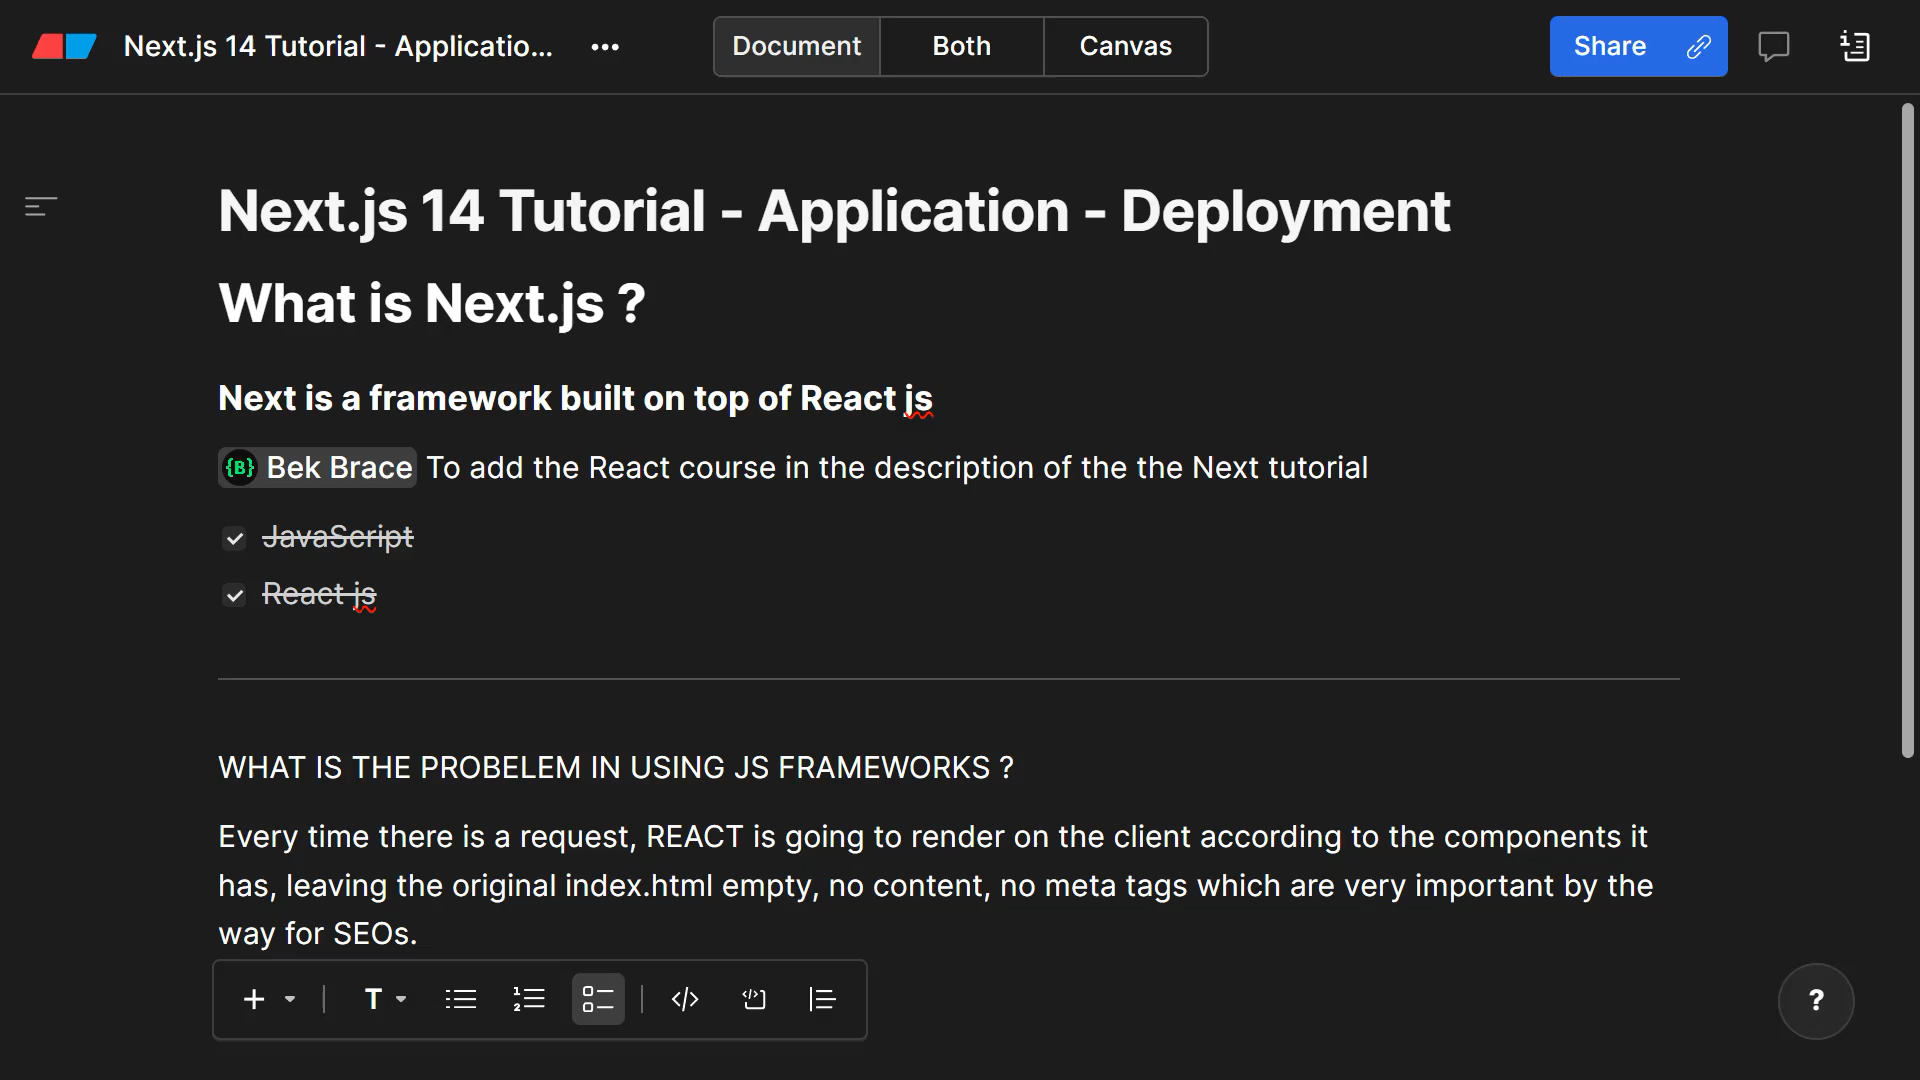 Next.js 14 Tutorial - Applicatio...
Document
Both
Canvas
Share
Next.js 14 Tutorial - Application - Deployment
What is Next.js ?
Next is a framework built on top of React js
{B} Bek Brace To add the React course in the description of the the Next tutorial
JavaScript
React js
WHAT IS THE PROBELEM IN USING JS FRAMEWORKS ?
Every time there is a request, REACT is going to render on the client according to the components it
has, leaving the original index.html empty, no content, no meta tags which are very important by the
way for SEOs.
T
?